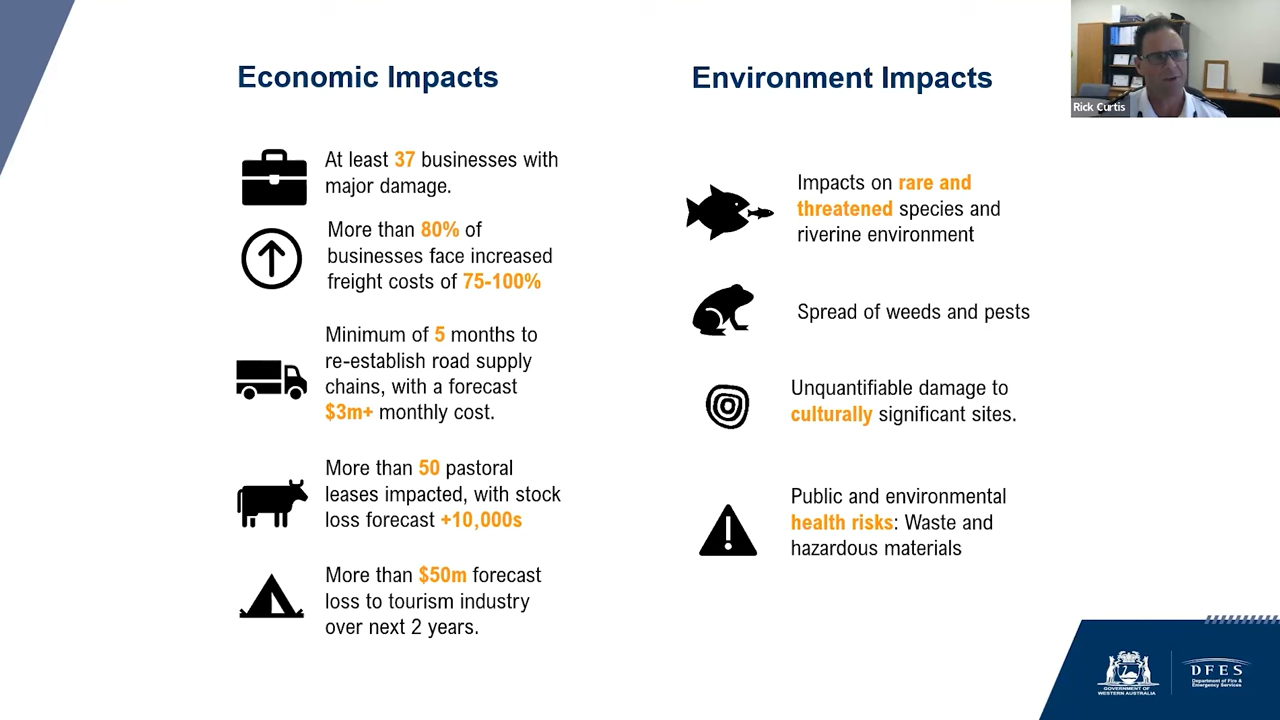 Economic Impacts
At least 37 businesses with
major damage.
More than 80% of
businesses face increased
freight costs of 75-100%
Minimum of 5 months to
re-establish road supply
chains, with a forecast
$3m+ monthly cost.
More than 50 pastoral
leases impacted, with stock
loss forecast +10,000s
More than $50m forecast
loss to tourism industry
over next 2 years.
Environment Impacts
Impacts on rare and
threatened species and
riverine environment
Spread of weeds and pests
Unquantifiable damage to
culturally significant sites.
Public and environmental
health risks: Waste and
hazardous materials
Rick Curtis
GOVERNMENT OF
WESTERN AUSTRALIA
DFES
Department of Fire &
Emergency Services